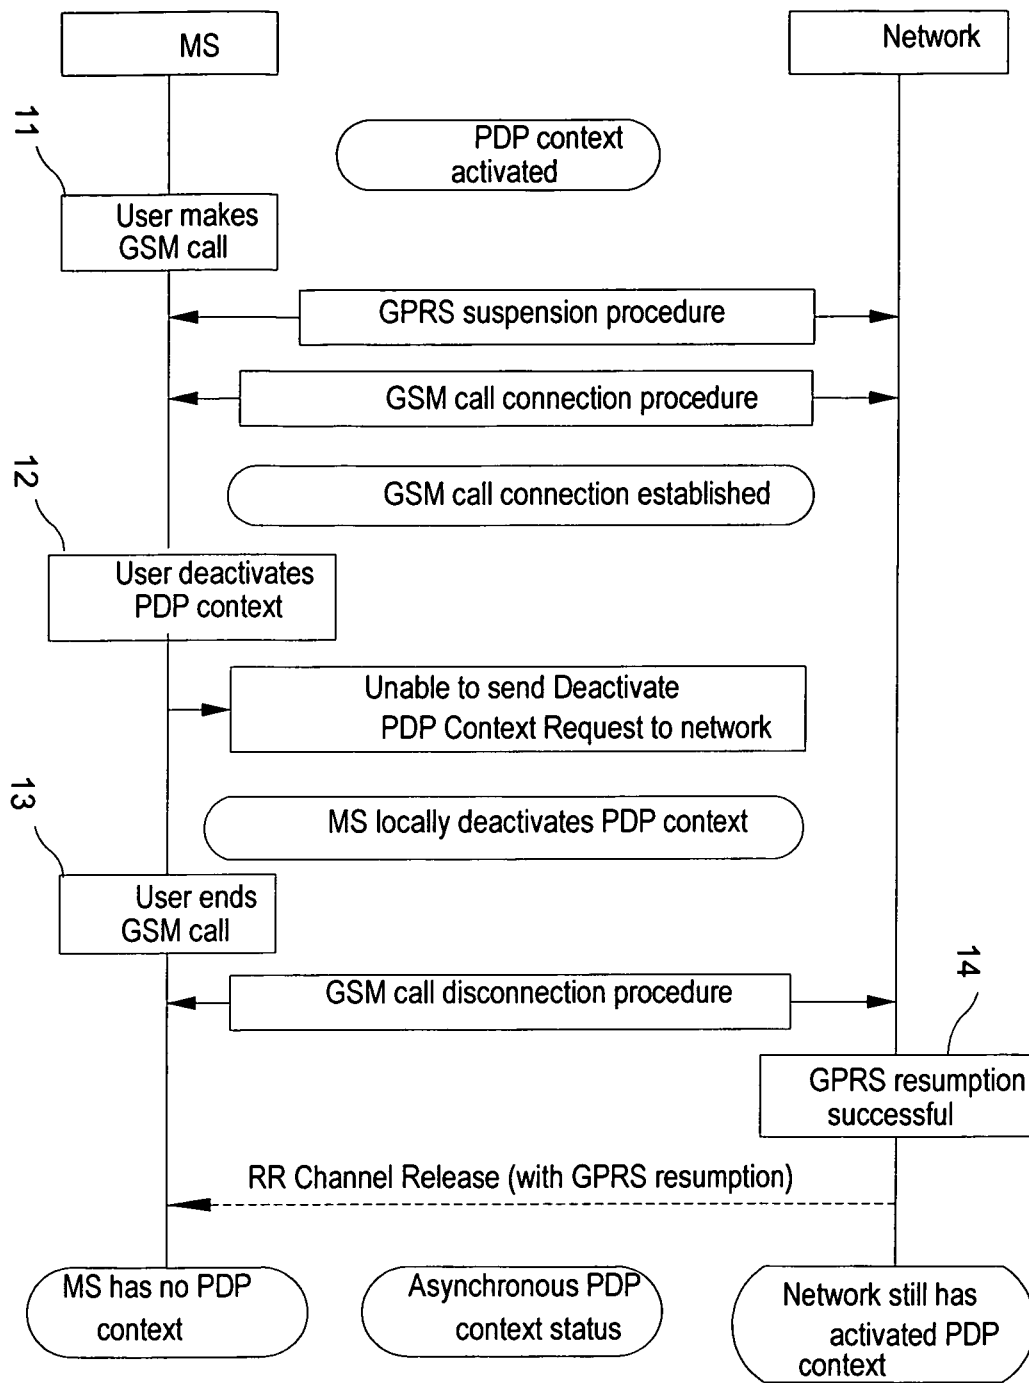 MS
Network
11
PDP context
activated
User makes
GSM call
GPRS suspension procedure
GSM call connection procedure
12
GSM call connection established
User deactivates
PDP context
Unable to send Deactivate
PDP Context Request to network
13
MS locally deactivates PDP context
User ends
GSM call
14
GSM call disconnection procedure
GPRS resumption
successful
RR Channel Release (with GPRS resumption)
MS has no PDP
context
Asynchronous PDP
context status
Network still has
activated PDP
context